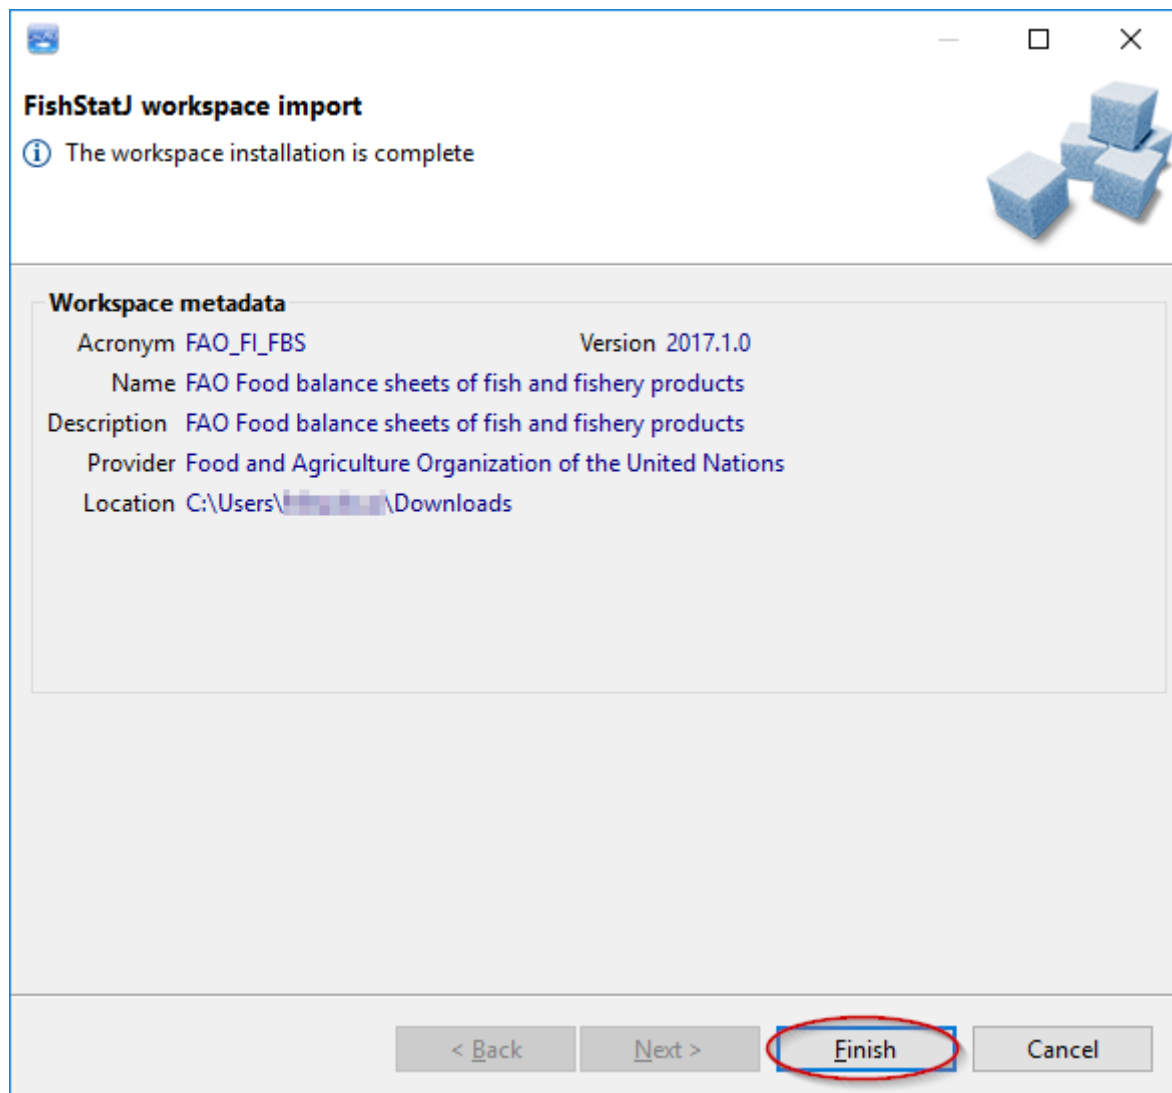 FishStatJ workspace import
The workspace installation is complete
Workspace metadata
Acronym FAO_FI_FBS Version 2017.1.0
Name FAO Food balance sheets of fish and fishery products
Description FAO Food balance sheets of fish and fishery products
Provider Food and Agriculture Organization of the United Nations
Location C:\Users\ \Downloads
< Back Next > Finish Cancel